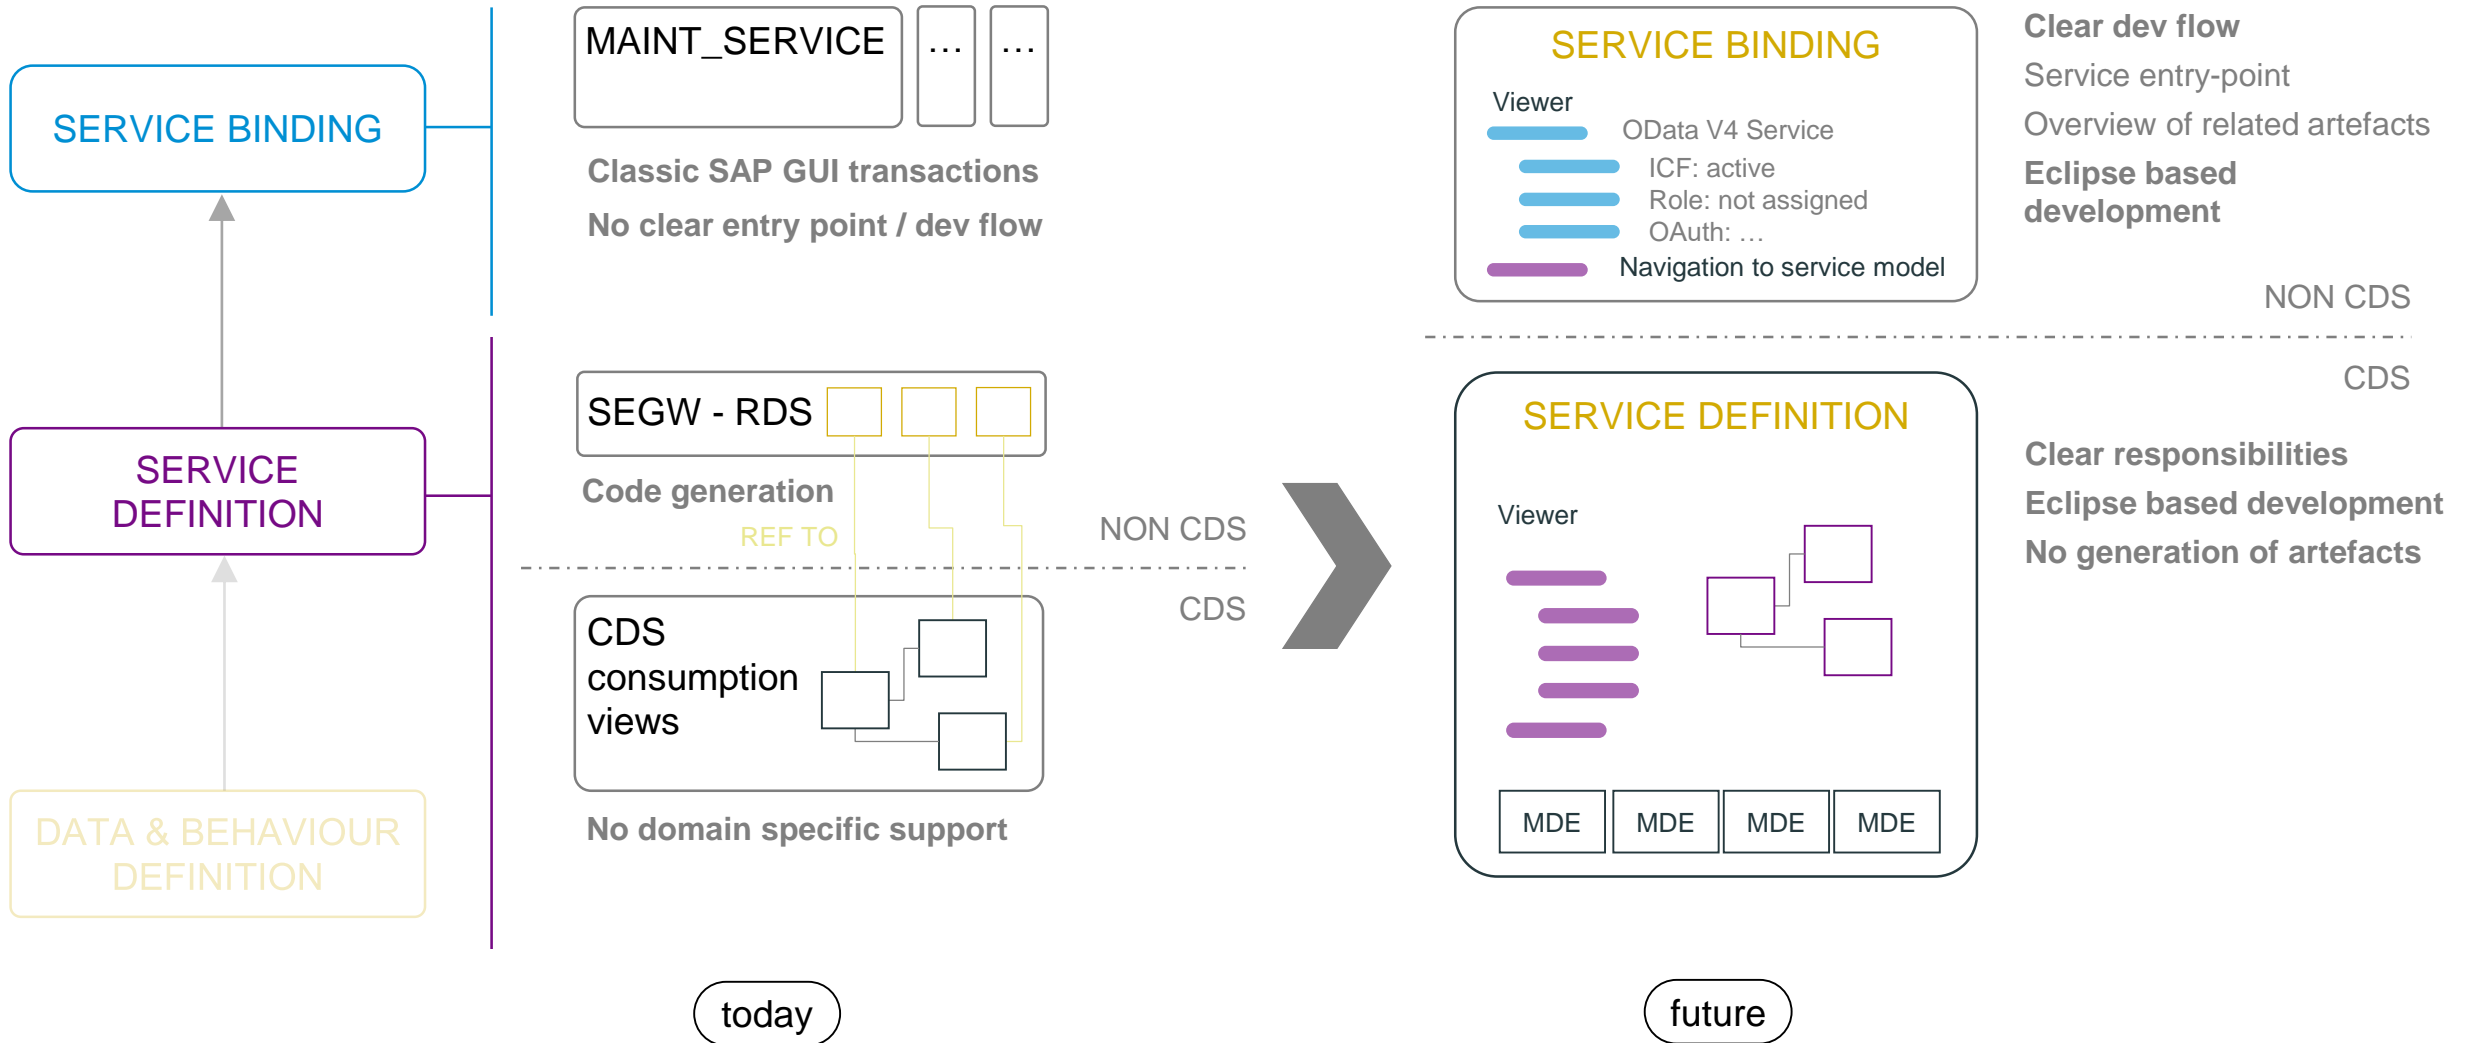 SERVICE BINDING
SERVICE
DEFINITION
DATA & BEHAVIOUR
DEFINITION
MAINT_SERVICE
…
…
Classic SAP GUI transactions
No clear entry point / dev flow
SEGW - RDS
Code generation
REF TO
NON CDS
CDS
CDS
consumption
views
No domain specific support
today
SERVICE BINDING
Viewer
OData V4 Service
ICF: active
Role: not assigned
OAuth: …
Navigation to service model
Clear dev flow
Service entry-point
Overview of related artefacts
Eclipse based
development
NON CDS
CDS
SERVICE DEFINITION
Viewer
MDE
MDE
MDE
MDE
Clear responsibilities
Eclipse based development
No generation of artefacts
future